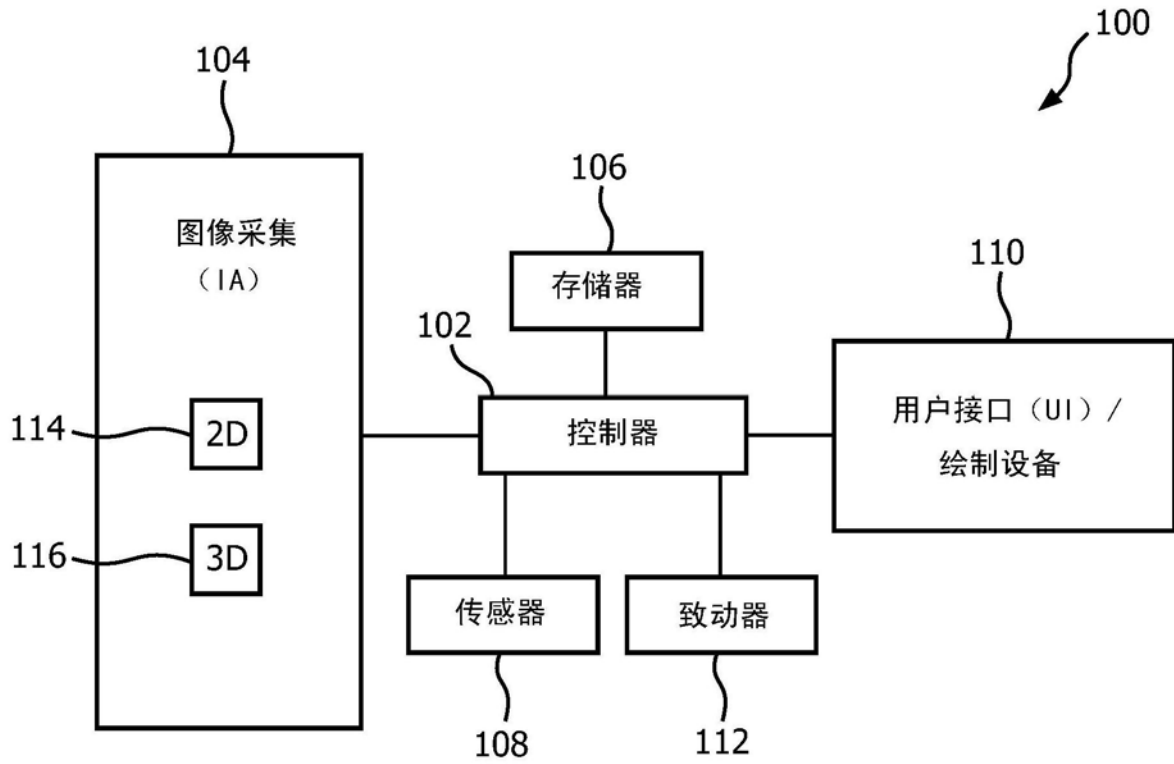 100
104
图像采集
（IA）
106
存储器
110
102
控制器
用户接口（UI）/
绘制设备
114
2D
116
3D
传感器
致动器
108
112